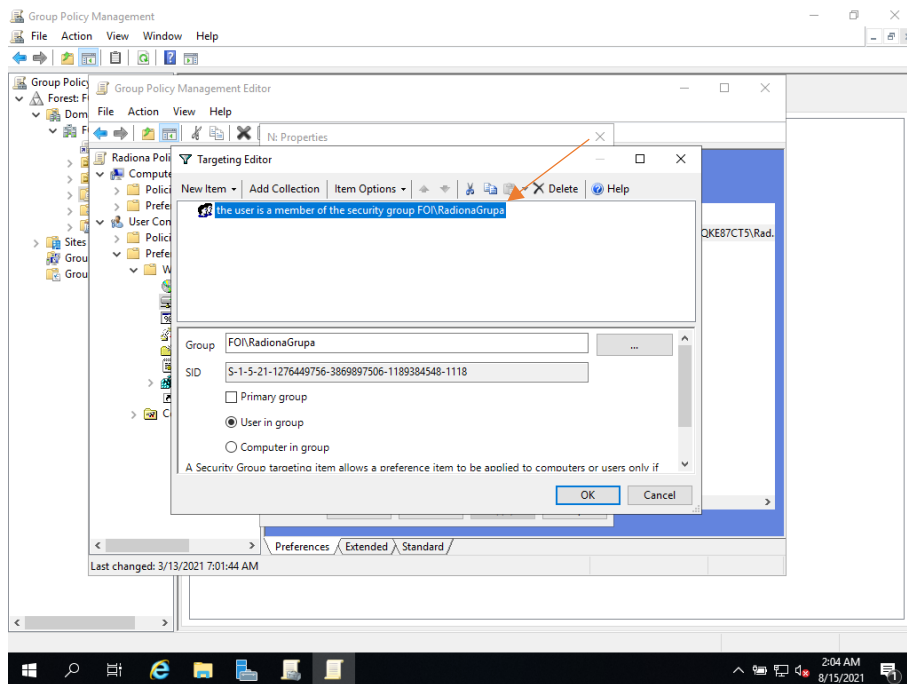 Group Policy Management
File Action View Window Help
Group Policy
Forest: F
Dom
F
Sites
Grou
Grou
Group Policy Management Editor
File Action View Help
N: Properties
Radiona Poli
Compute
Polici
Prefe
User Con
Polici
Prefe
W
C
Targeting Editor
New Item Add Collection Item Options Delete Help
the user is a member of the security group FOI\RadionaGrupa
QKE87CT5\Rad.
Group FOI\RadionaGrupa ...
SID S-1-5-21-1276449756-3869897506-1189384548-1118
Primary group
User in group
Computer in group
A Security Group targeting item allows a preference item to be applied to computers or users only if
OK Cancel
Preferences Extended Standard
Last changed: 3/13/2021 7:01:44 AM
2:04 AM
8/15/2021
1